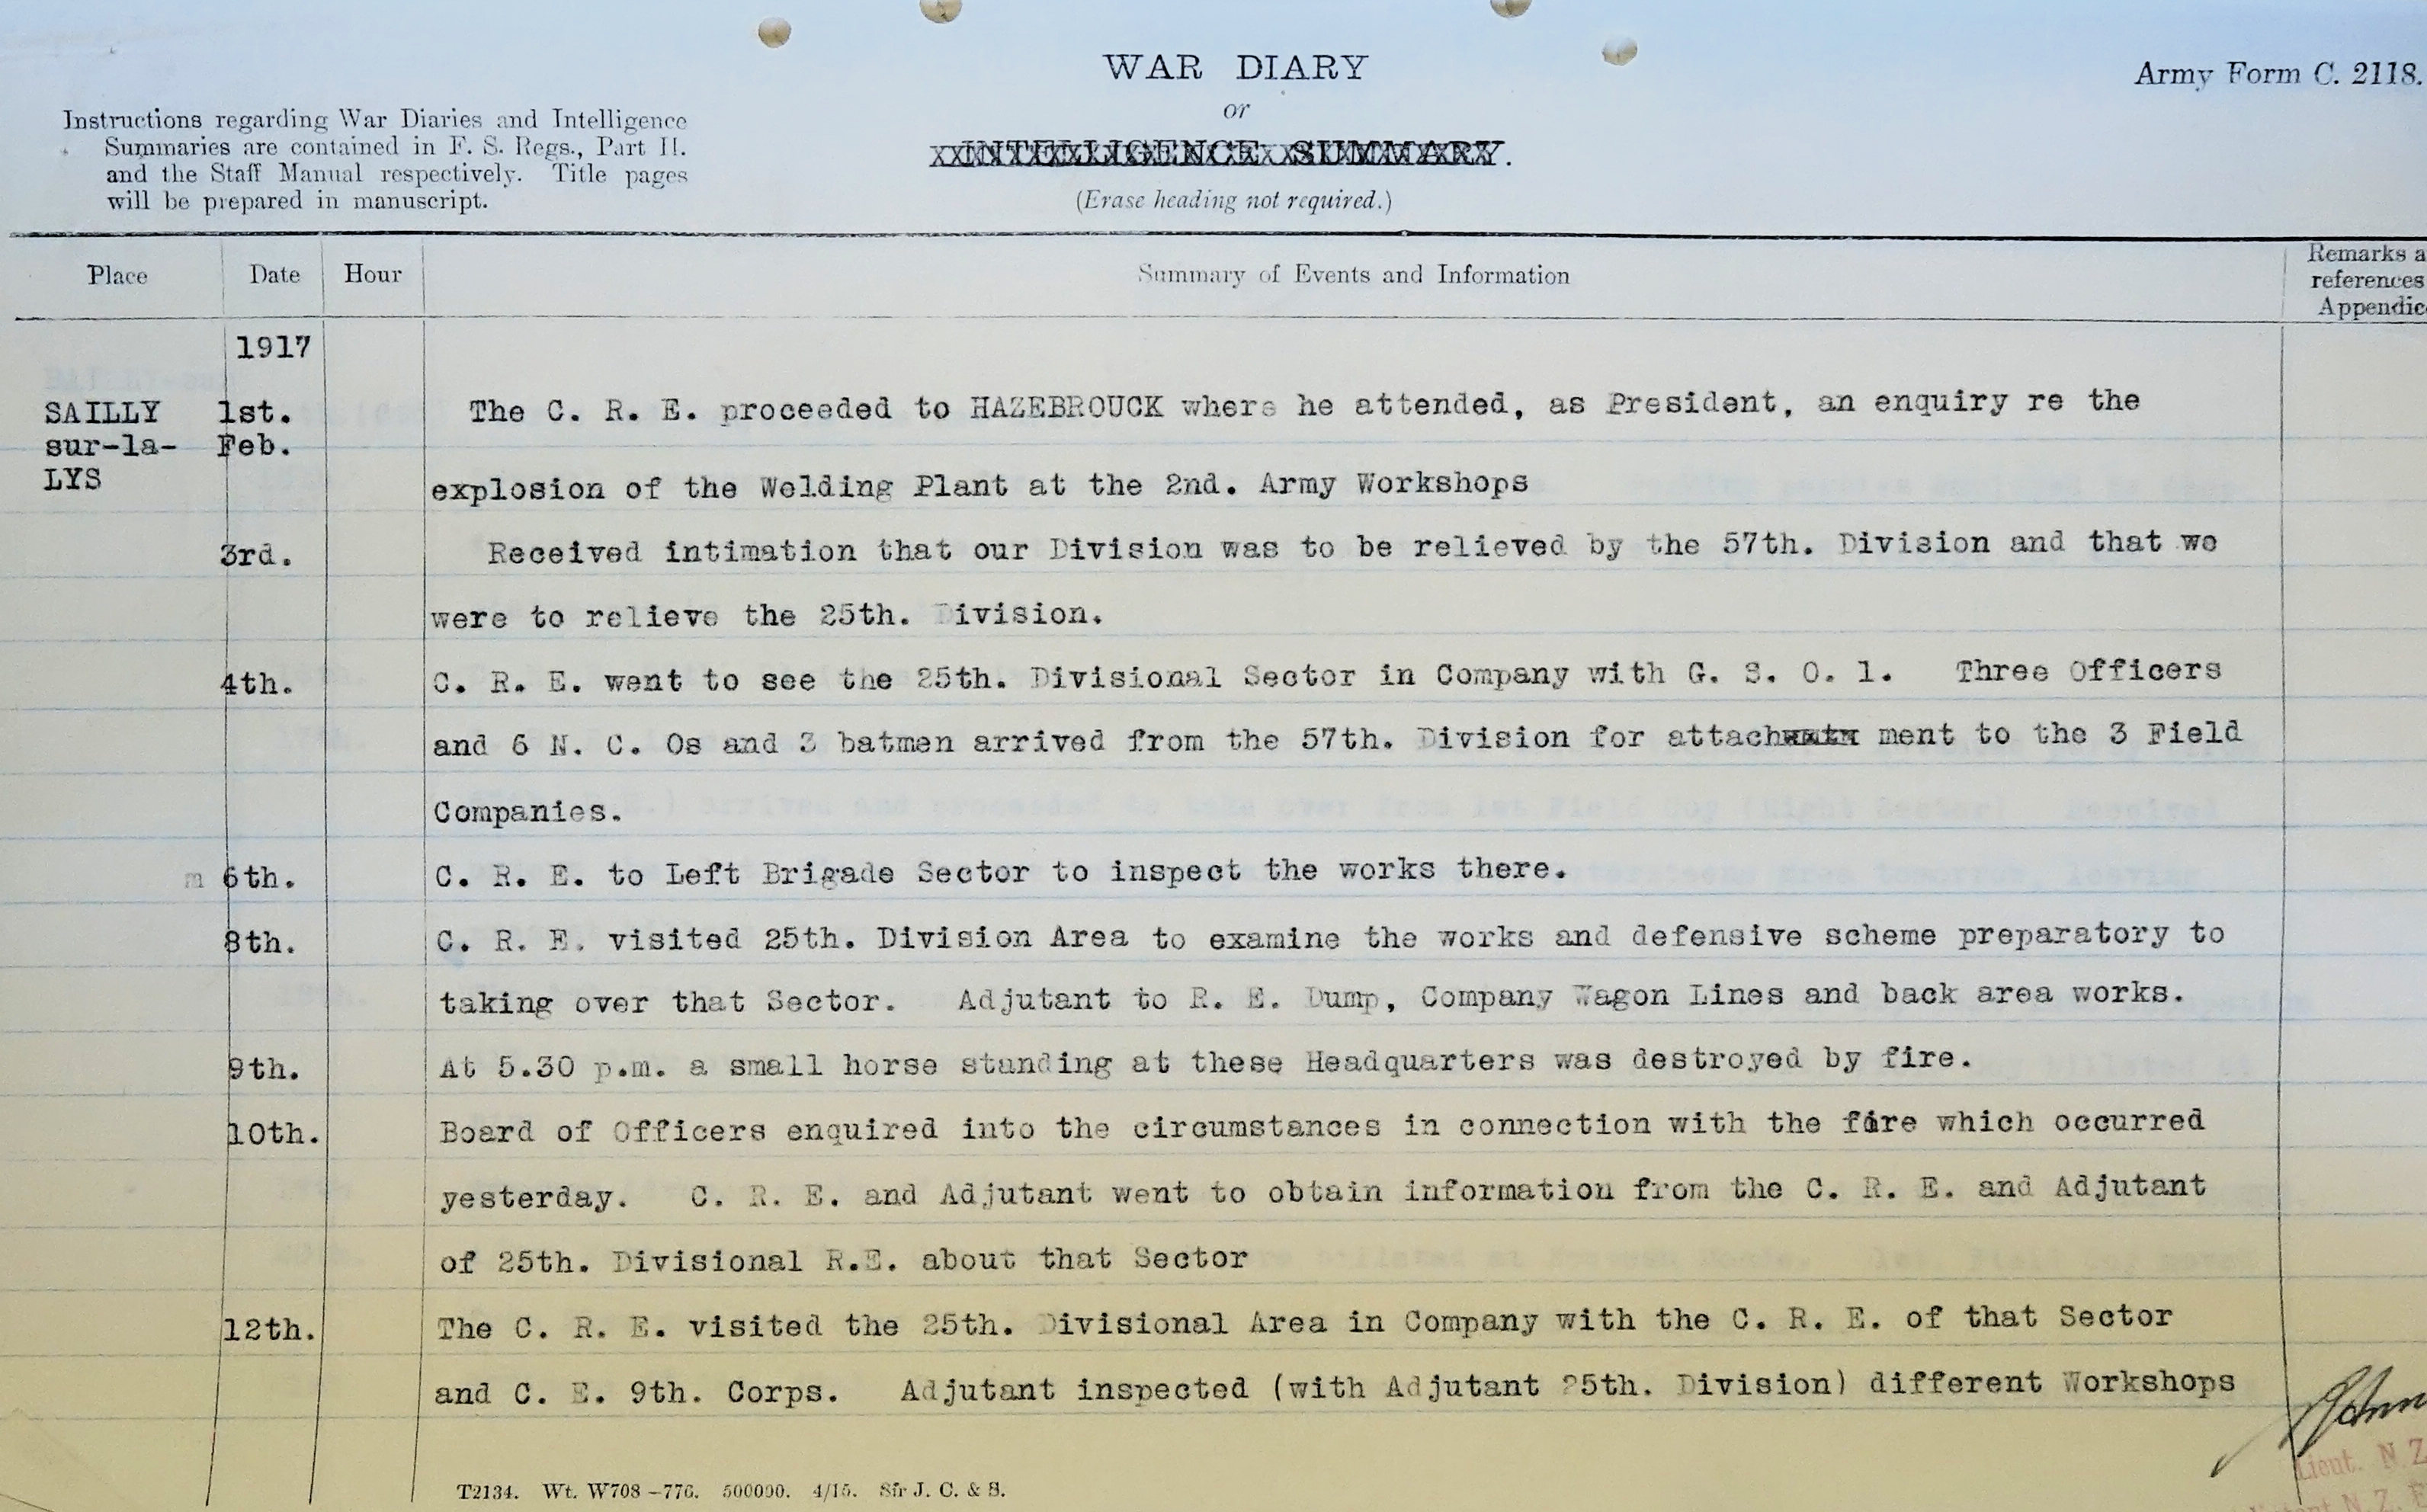 WAR DIARY
or
INTELLIGENCE SUMMARY.
(Erase heading not required.)
Army Form C. 2118.
Instructions regarding War Diaries and Intelligence
Summaries are contained in F. S. Regs., Part II.
and the Staff Manual respectively. Title pages
will be prepared in manuscript.
Place Date Hour Summary of Events and Information
Remarks a
references
Appendic
1917
SAILLY 1st. The C. R. E. proceeded to HAZEBROUCK where he attended, as President, an enquiry re the
sur-la- Feb.
LYS explosion of the Welding Plant at the 2nd. Army Workshops
3rd. Received intimation that our Division was to be relieved by the 57th. Division and that we
were to relieve the 25th. Division.
4th. C. R. E. went to see the 25th. Divisional Sector in Company with G. S. O. 1. Three Officers
and 6 N. C. Os and 3 batmen arrived from the 57th. Division for attach ment to the 3 Field
Companies.
m 6th. C. R. E. to Left Brigade Sector to inspect the works there.
8th. C. R. E. visited 25th. Division Area to examine the works and defensive scheme preparatory to
taking over that Sector. Adjutant to R. E. Dump, Company Wagon Lines and back area works.
9th. At 5.30 p.m. a small horse standing at these Headquarters was destroyed by fire.
10th. Board of Officers enquired into the circumstances in connection with the fire which occurred
yesterday. C. R. E. and Adjutant went to obtain information from the C. R. E. and Adjutant
of 25th. Divisional R.E. about that Sector
12th. The C. R. E. visited the 25th. Divisional Area in Company with the C. R. E. of that Sector
and C. E. 9th. Corps. Adjutant inspected (with Adjutant 25th. Division) different Workshops
Lieut. N. Z.
T2134. Wt. W708-776. 500000. 4/15. Sir J. C. & S.